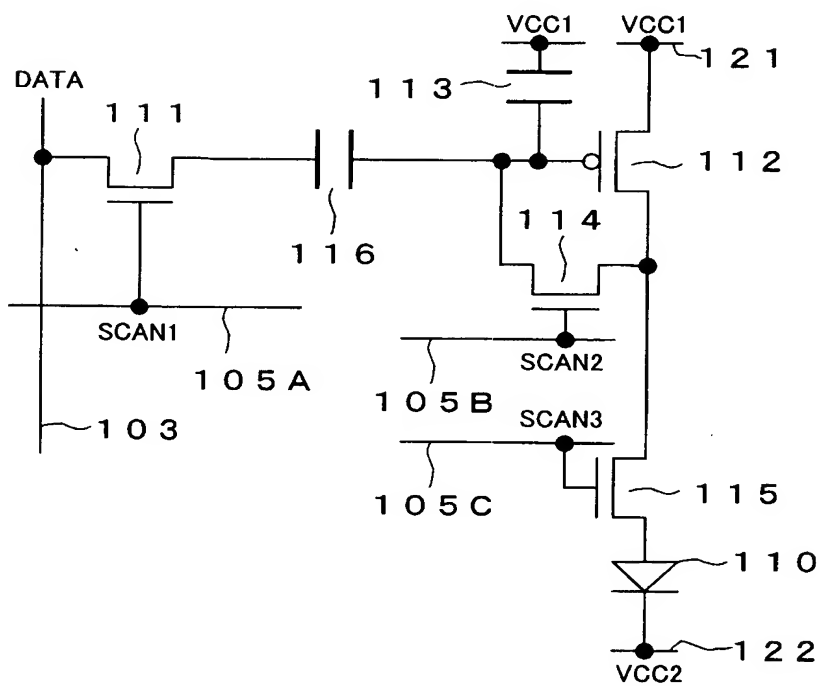 VCC1
VCC1
121
113
DATA
111
112
114
116
SCAN1
SCAN2
105A
105B
SCAN3
103
105C
115
110
122
VCC2